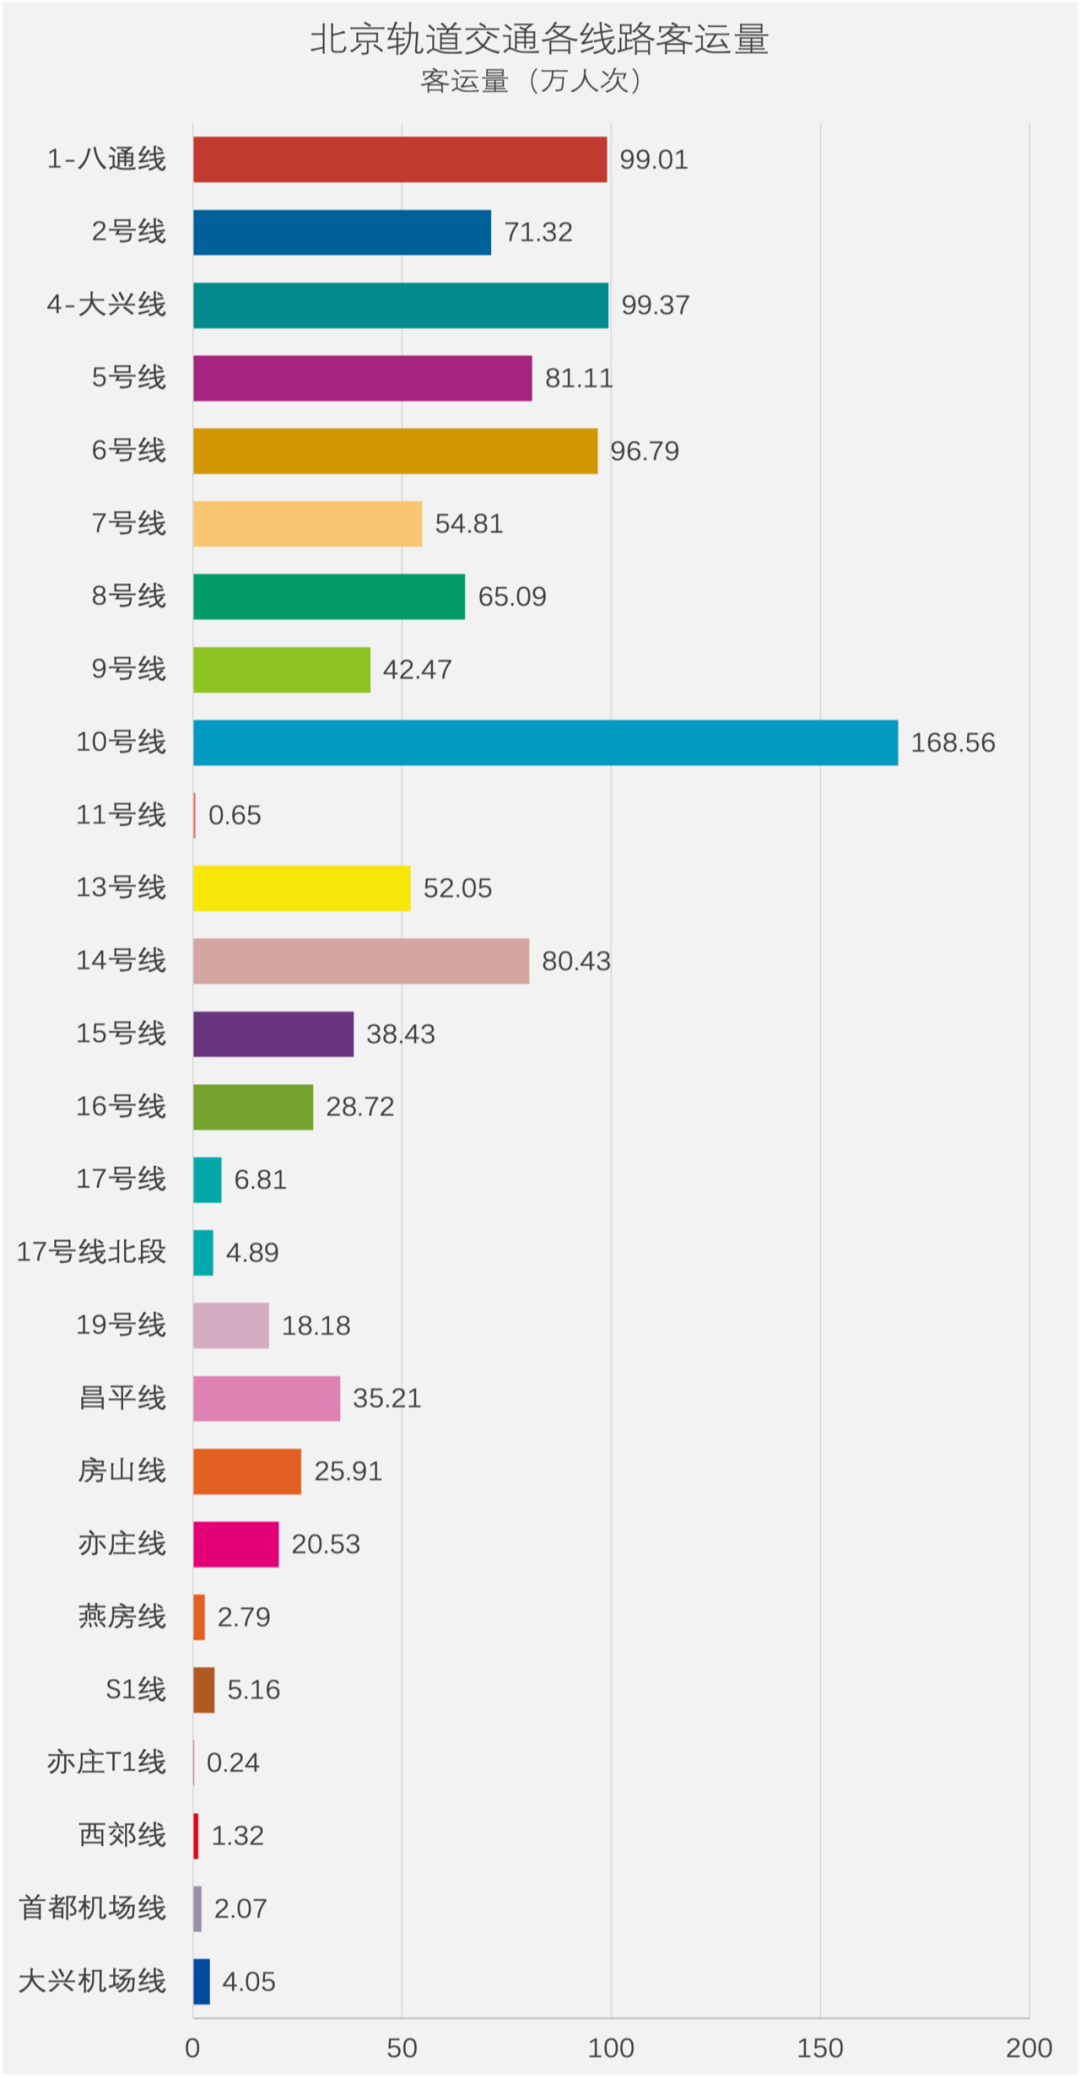 北京轨道交通各线路客运量
客运量（万人次）
1-八通线 99.01
2号线 71.32
4-大兴线 99.37
5号线 81.11
6号线 96.79
7号线 54.81
8号线 65.09
9号线 42.47
10号线 168.56
11号线 0.65
13号线 52.05
14号线 80.43
15号线 38.43
16号线 28.72
17号线 6.81
17号线北段 4.89
19号线 18.18
昌平线 35.21
房山线 25.91
亦庄线 20.53
燕房线 2.79
S1线 5.16
亦庄T1线 0.24
西郊线 1.32
首都机场线 2.07
大兴机场线 4.05
0 50 100 150 200